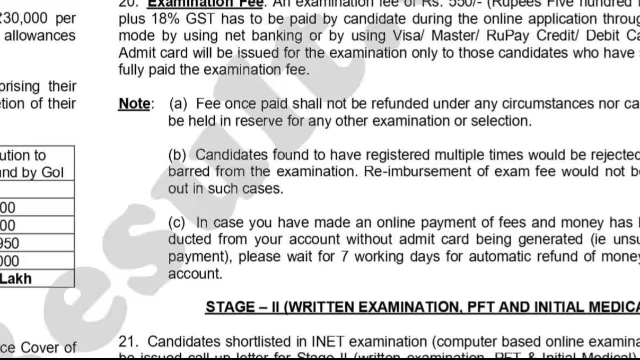 ₹30,000 per
allowances
prising their
etion of their
ution to
und by GoI
00
00
950
000
Lakh
ce Cover of
20. Examination Fee. An examination fee of Rs. 550/- (Rupees Five hundred
plus 18% GST has to be paid by candidate during the online application throug
mode by using net banking or by using Visa/ Master/ RuPay Credit/ Debit Ca
Admit card will be issued for the examination only to those candidates who have
fully paid the examination fee.
Note: (a) Fee once paid shall not be refunded under any circumstances nor ca
be held in reserve for any other examination or selection.
(b) Candidates found to have registered multiple times would be rejected
barred from the examination. Re-imbursement of exam fee would not b
out in such cases.
(c) In case you have made an online payment of fees and money has
ducted from your account without admit card being generated (ie unsu
payment), please wait for 7 working days for automatic refund of money
account.
STAGE – II (WRITTEN EXAMINATION, PFT AND INITIAL MEDICA
21. Candidates shortlisted in INET examination (computer based online examina
be issued call up letter for Stage II (written examination, PFT & Initial Medica